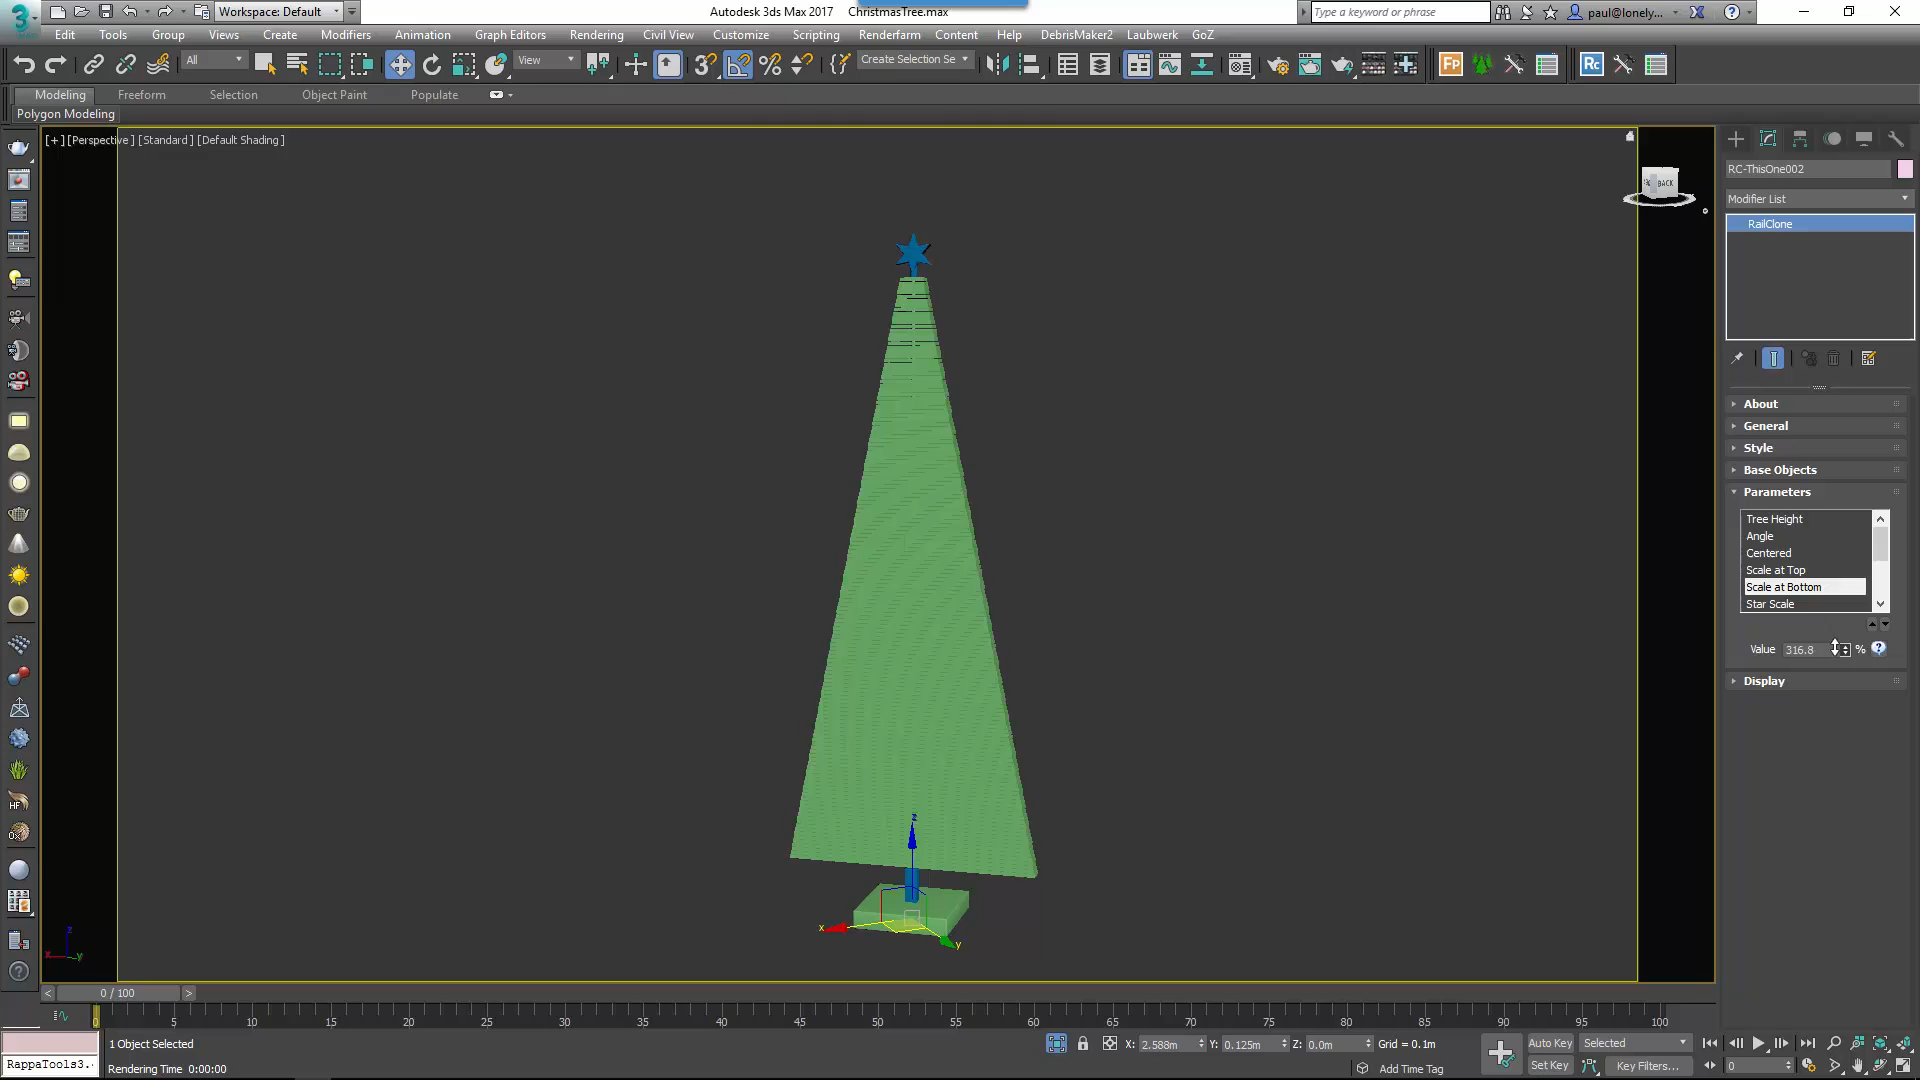 Workspace: Default
Autodesk 3ds Max 2017 ChristmasTree.max
Type a keyword or phrase
paul@lonely...
Edit Tools Group Views Create Modifiers Animation Graph Editors Rendering Civil View Customize Scripting Renderfarm Content Help DebrisMaker2 Laubwerk GoZ
All View Create Selection Se Fp Rc
Modeling Freeform Selection Object Paint Populate
Polygon Modeling
[+] [Perspective] [Standard] [Default Shading]
BACK
RC-ThisOne002
Modifier List
RailClone
About
General
Style
Base Objects
Parameters
Tree Height
Angle
Centered
Scale at Top
Scale at Bottom
Star Scale
Value 316.8 %
Display
HF
z
x
y
z
x
y
< 0 / 100 >
5 10 15 20 25 30 35 40 45 50 55 60 65 70 75 80 85 90 95 100
1 Object Selected
X: 2.588m Y: 0.125m Z: 0.0m Grid = 0.1m
Auto Key Selected
RappaTools3.
Rendering Time 0:00:00
Add Time Tag
Set Key Key Filters...
0